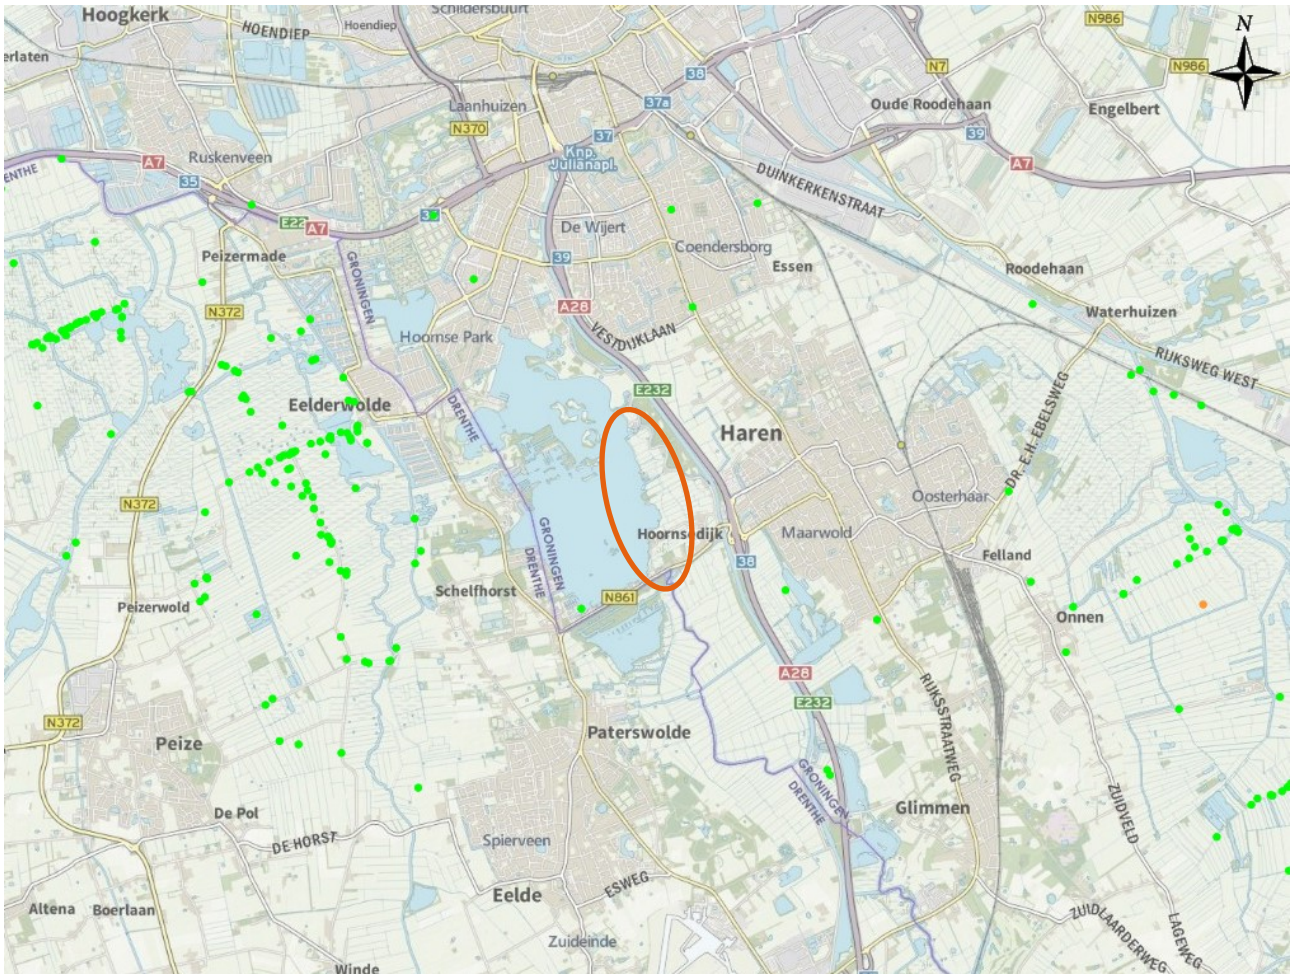 Schildersbuurt
Hoogkerk
HOENDIEP
Hoendiep
N986
N
erlaten
38
N7
N986
Laanhuizen
37a
Oude Roodehaan
Engelbert
N370
37
39
Knp.
Julianapl.
A7
Ruskenveen
A7
DRENTHE
35
DUINKERKENSTRAAT
E22
A7
De Wijert
Coendersborg
Peizermade
39
Essen
Roodehaan
GRONINGEN
N372
A28
Waterhuizen
Hoornse Park
VESTDIJKLAAN
RIJKSWEG WEST
E232
Eelderwolde
DRENTHE
Haren
DR. E.H. EBELSWEG
N372
Oosterhaar
GRONINGEN
DRENTHE
Hoornsedijk
Maarwold
38
Felland
Schelfhorst
N861
Peizerwold
Onnen
A28
E232
RIJKSSTRAATWEG
N372
Peize
Paterswolde
GRONINGEN
DRENTHE
ZUIDVELD
De Pol
Glimmen
DE HORST
Spierveen
Eelde
ESWEG
Altena
Boerlaan
ZUIDLAARDERWEG
LAGEWEG
Zuideinde
Winde